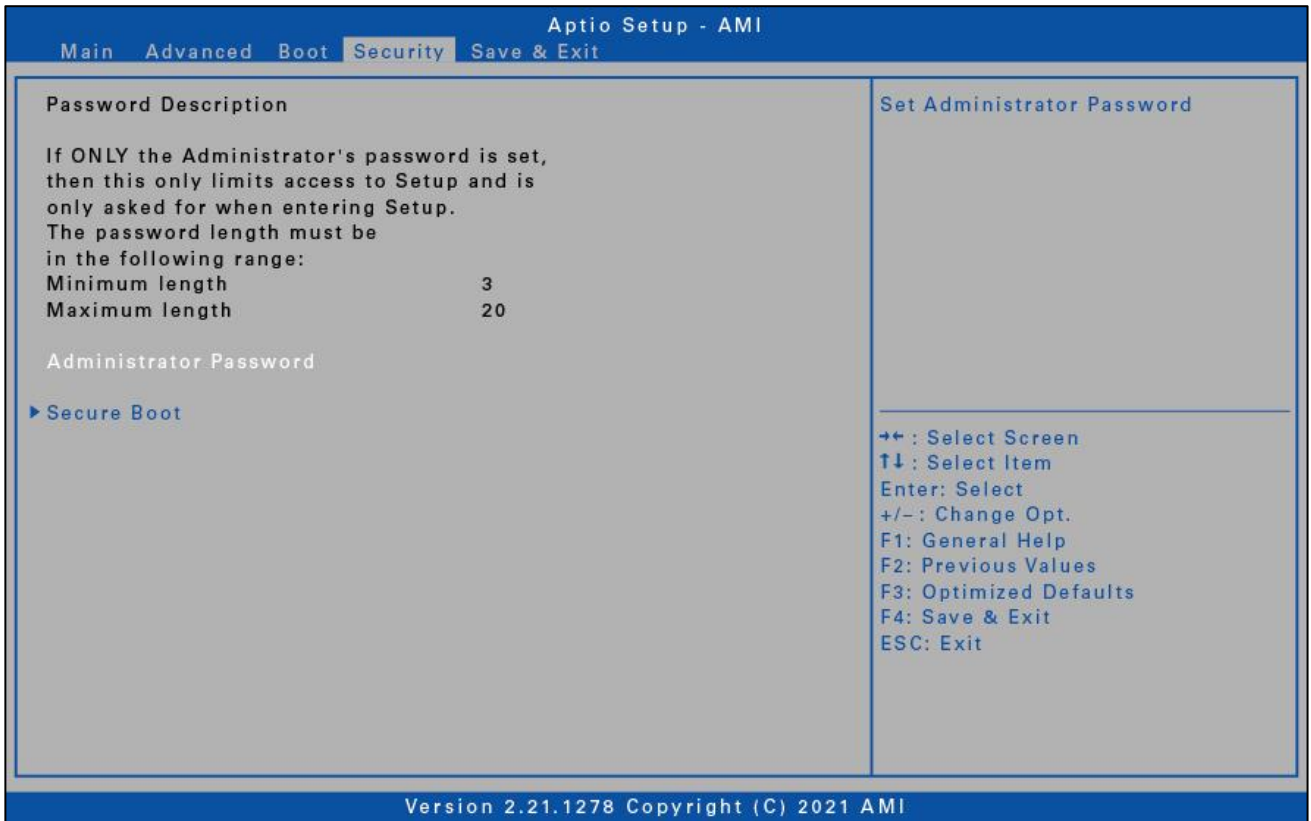 Aptio Setup - AMI
Main Advanced Boot Security Save & Exit
Password Description
If ONLY the Administrator's password is set,
then this only limits access to Setup and is
only asked for when entering Setup.
The password length must be
in the following range:
Minimum length 3
Maximum length 20
Administrator Password
▶ Secure Boot
Set Administrator Password
→← : Select Screen
↑↓ : Select Item
Enter: Select
+/– : Change Opt.
F1: General Help
F2: Previous Values
F3: Optimized Defaults
F4: Save & Exit
ESC: Exit
Version 2.21.1278 Copyright (C) 2021 AMI